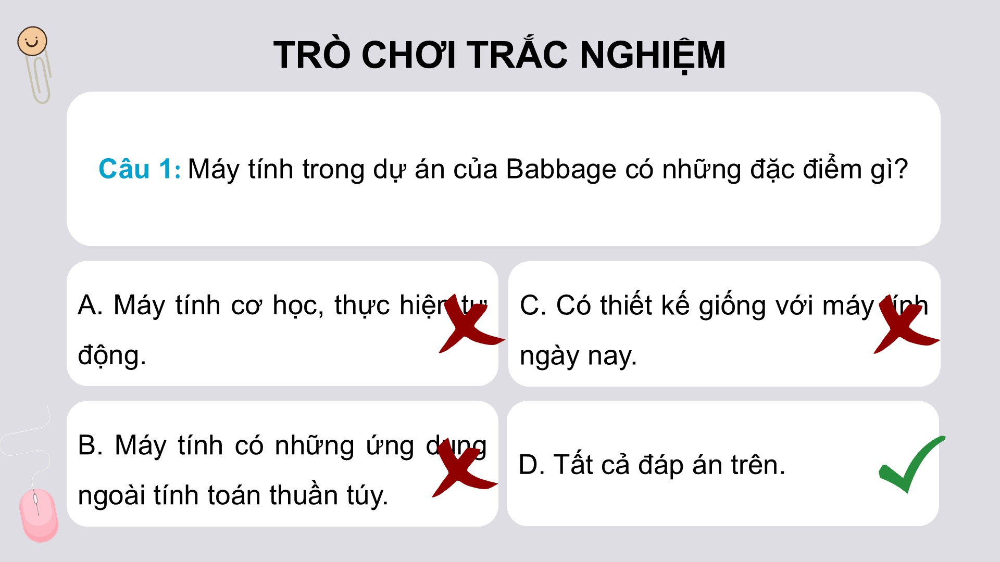 TRÒ CHƠI TRẮC NGHIỆM
Câu 1: Máy tính trong dự án của Babbage có những đặc điểm gì?
A. Máy tính cơ học, thực hiện tự
động.
C. Có thiết kế giống với máy tính
ngày nay.
B. Máy tính có những ứng dụng
ngoài tính toán thuần túy.
D. Tất cả đáp án trên.